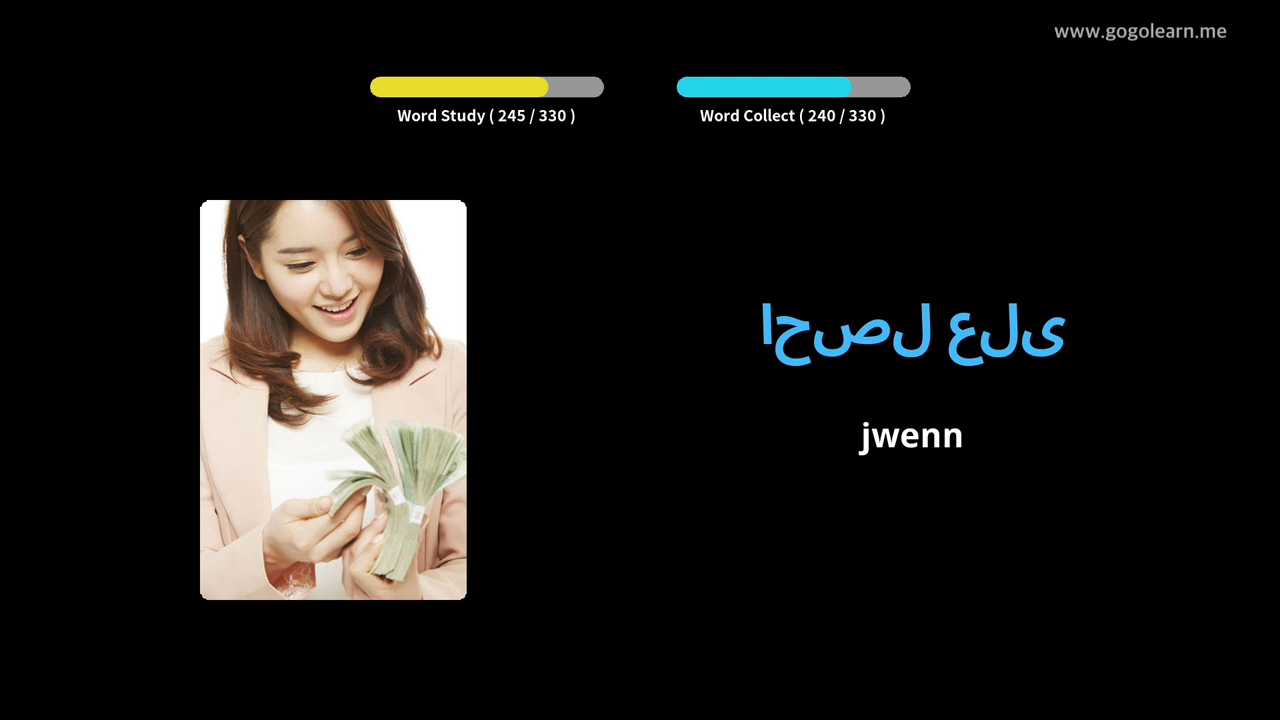 www.gogolearn.me
Word Study ( 245 / 330 )
Word Collect ( 240 / 330 )
احصل على
jwenn